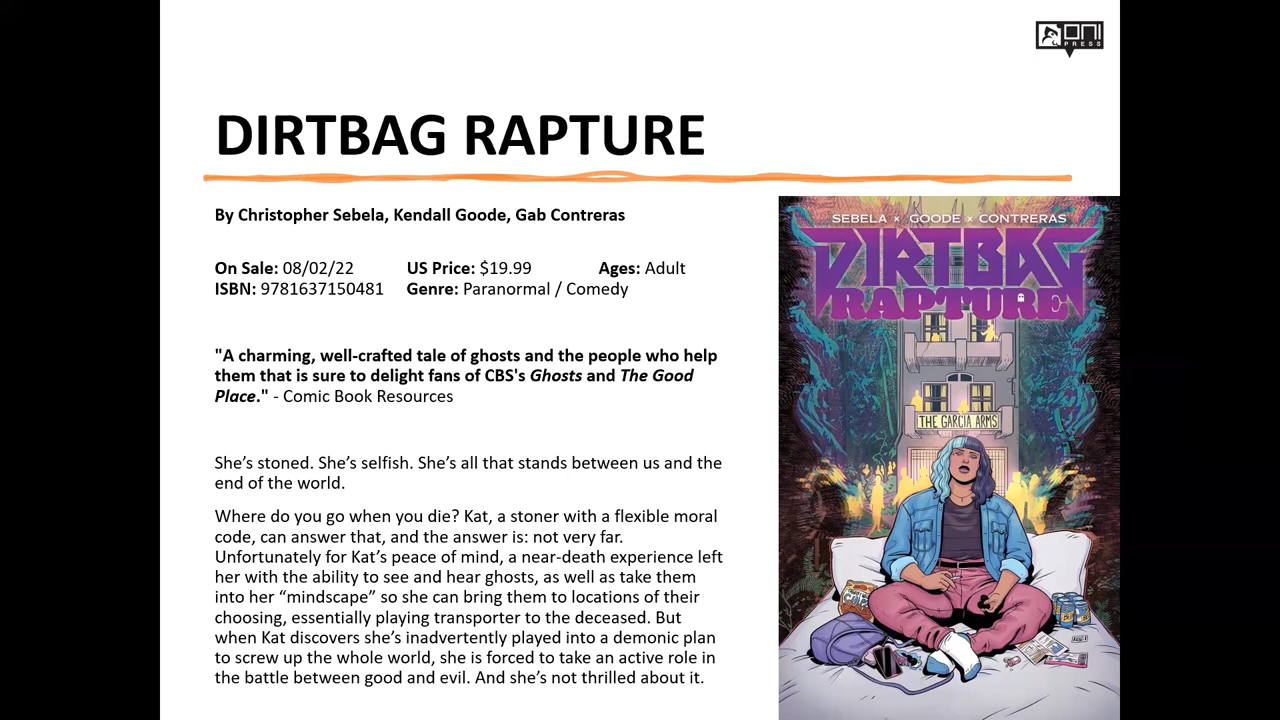 ONI
PRESS
DIRTBAG RAPTURE
By Christopher Sebela, Kendall Goode, Gab Contreras
On Sale: 08/02/22 US Price: $19.99 Ages: Adult
ISBN: 9781637150481 Genre: Paranormal / Comedy
"A charming, well-crafted tale of ghosts and the people who help
them that is sure to delight fans of CBS's Ghosts and The Good
Place." - Comic Book Resources
She’s stoned. She’s selfish. She’s all that stands between us and the
end of the world.
Where do you go when you die? Kat, a stoner with a flexible moral
code, can answer that, and the answer is: not very far.
Unfortunately for Kat’s peace of mind, a near-death experience left
her with the ability to see and hear ghosts, as well as take them
into her “mindscape” so she can bring them to locations of their
choosing, essentially playing transporter to the deceased. But
when Kat discovers she’s inadvertently played into a demonic plan
to screw up the whole world, she is forced to take an active role in
the battle between good and evil. And she’s not thrilled about it.
SEBELA × GOODE × CONTRERAS
DIRTBAG
RAPTURE
THE GARCIA ARMS